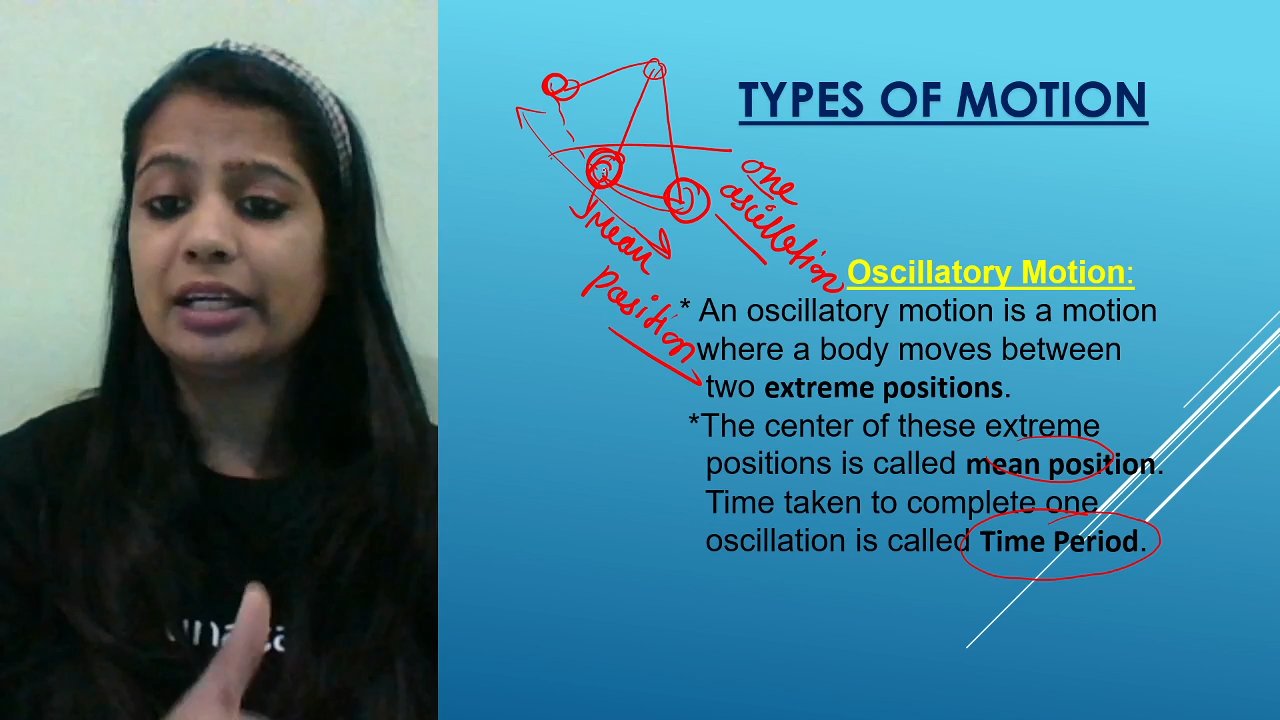 TYPES OF MOTION
one
oscillation
Mean
position
Oscillatory Motion:
* An oscillatory motion is a motion
where a body moves between
two extreme positions.
*The center of these extreme
positions is called mean position.
Time taken to complete one
oscillation is called Time Period.